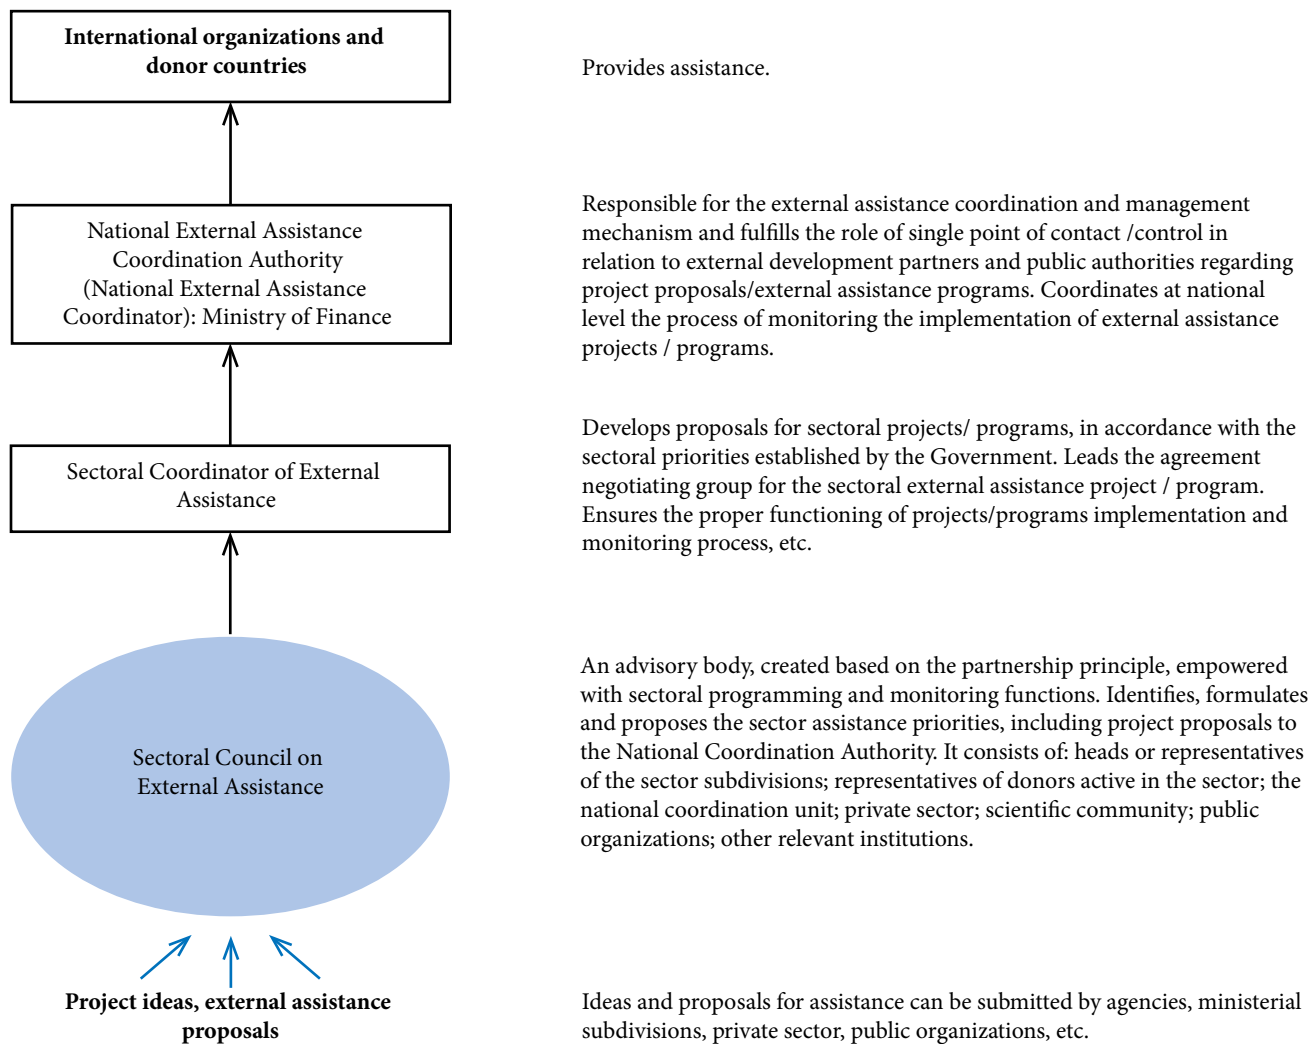 International organizations and
donor countries
Provides assistance.
National External Assistance
Coordination Authority
(National External Assistance
Coordinator): Ministry of Finance
Responsible for the external assistance coordination and management
mechanism and fulfills the role of single point of contact /control in
relation to external development partners and public authorities regarding
project proposals/external assistance programs. Coordinates at national
level the process of monitoring the implementation of external assistance
projects / programs.
Sectoral Coordinator of External
Assistance
Develops proposals for sectoral projects/ programs, in accordance with the
sectoral priorities established by the Government. Leads the agreement
negotiating group for the sectoral external assistance project / program.
Ensures the proper functioning of projects/programs implementation and
monitoring process, etc.
Sectoral Council on
External Assistance
An advisory body, created based on the partnership principle, empowered
with sectoral programming and monitoring functions. Identifies, formulates
and proposes the sector assistance priorities, including project proposals to
the National Coordination Authority. It consists of: heads or representatives
of the sector subdivisions; representatives of donors active in the sector; the
national coordination unit; private sector; scientific community; public
organizations; other relevant institutions.
Project ideas, external assistance
proposals
Ideas and proposals for assistance can be submitted by agencies, ministerial
subdivisions, private sector, public organizations, etc.